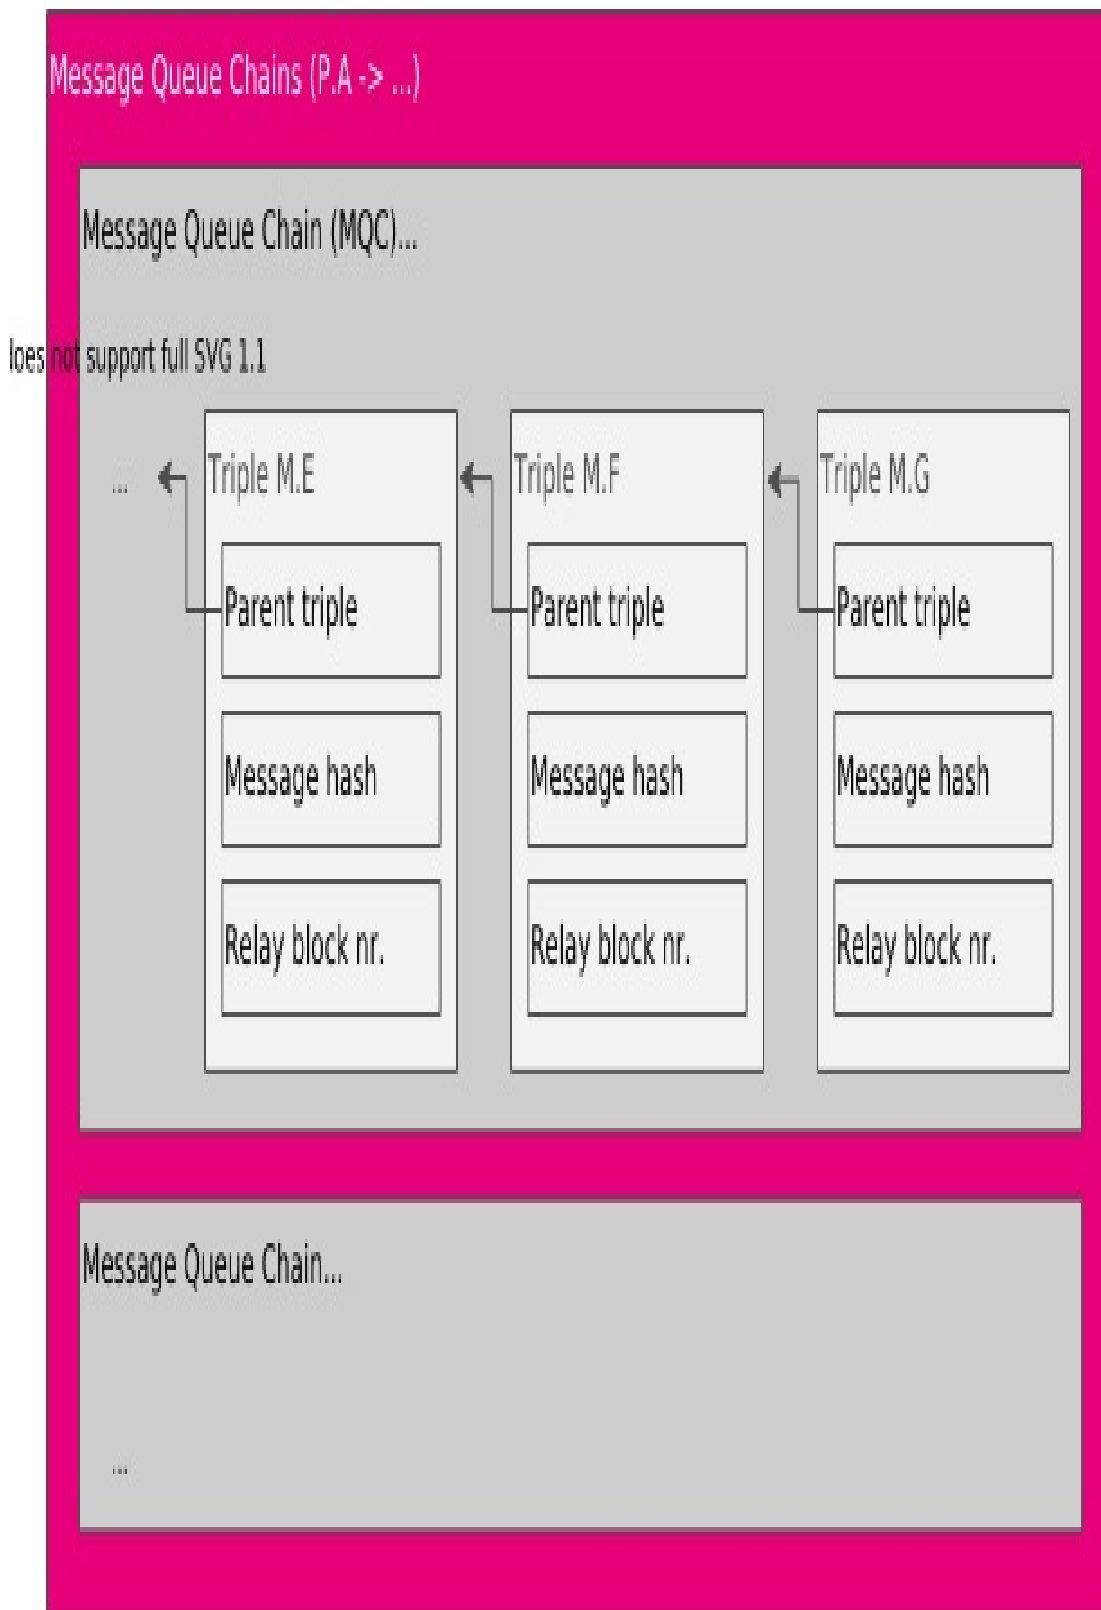 Message Queue Chains (P.A -> ...)
Message Queue Chain (MQC)...
does not support full SVG 1.1
...
Triple M.E
Parent triple
Message hash
Relay block nr.
Triple M.F
Parent triple
Message hash
Relay block nr.
Triple M.G
Parent triple
Message hash
Relay block nr.
Message Queue Chain...
...